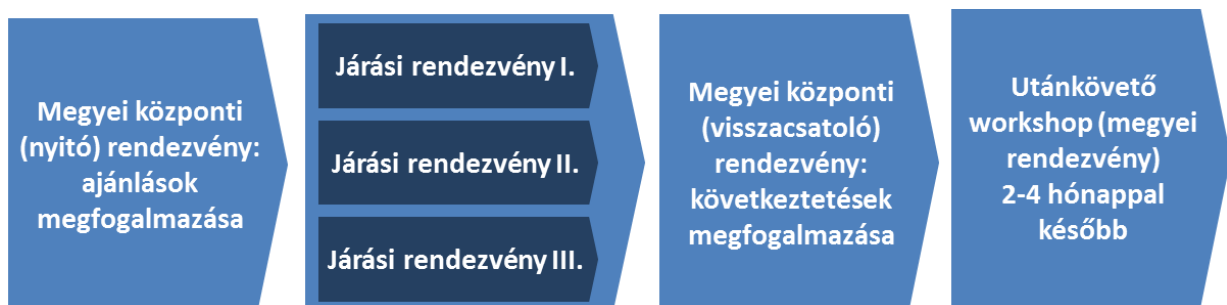 Megyei központi
(nyitó) rendezvény:
ajánlások
megfogalmazása
Járási rendezvény I.
Járási rendezvény II.
Járási rendezvény III.
Megyei központi
(visszacsatoló)
rendezvény:
következtetések
megfogalmazása
Utánkövető
workshop (megyei
rendezvény)
2-4 hónappal
később